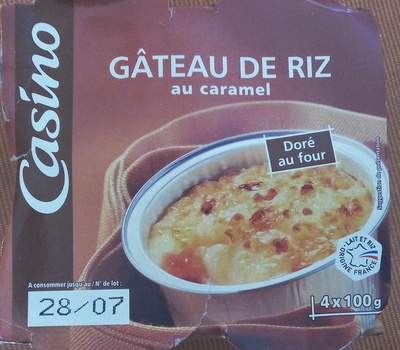 Casino
GÂTEAU DE RIZ
au caramel
Doré
au four
LAIT ET RIZ
ORIGINE FRANCE
A consommer jusqu'au / N° de lot :
28/07
4 x 100g